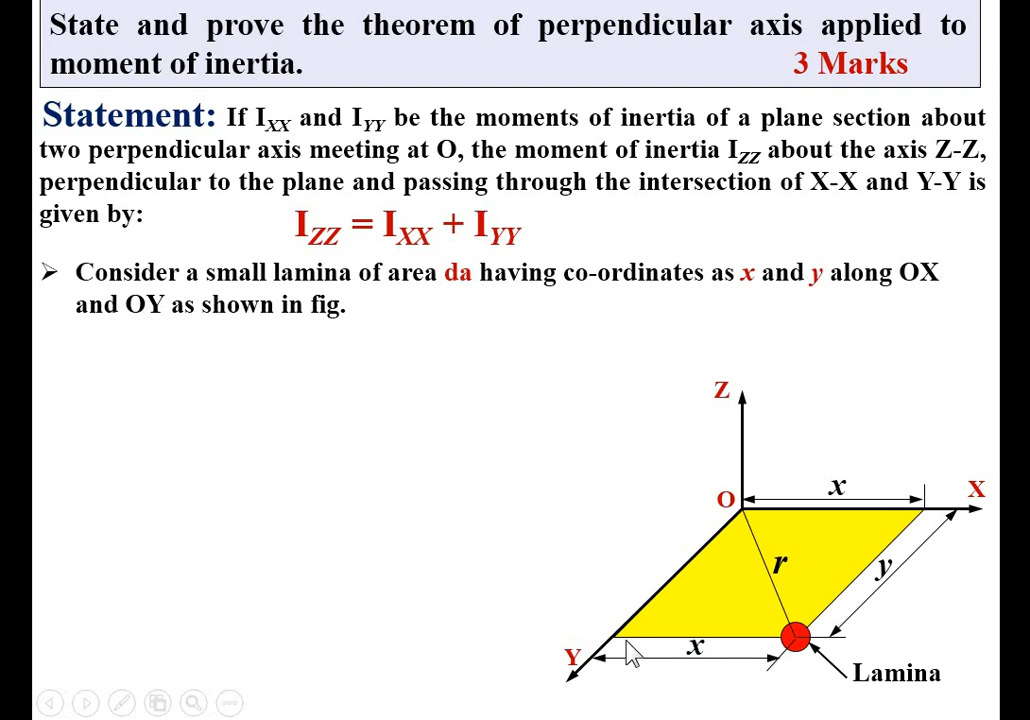 State and prove the theorem of perpendicular axis applied to
moment of inertia. 3 Marks
Statement: If IXX and IYY be the moments of inertia of a plane section about
two perpendicular axis meeting at O, the moment of inertia IZZ about the axis Z-Z,
perpendicular to the plane and passing through the intersection of X-X and Y-Y is
given by:
IZZ = IXX + IYY
➢ Consider a small lamina of area da having co-ordinates as x and y along OX
and OY as shown in fig.
Z
x
X
O
r
y
x
Y
Lamina